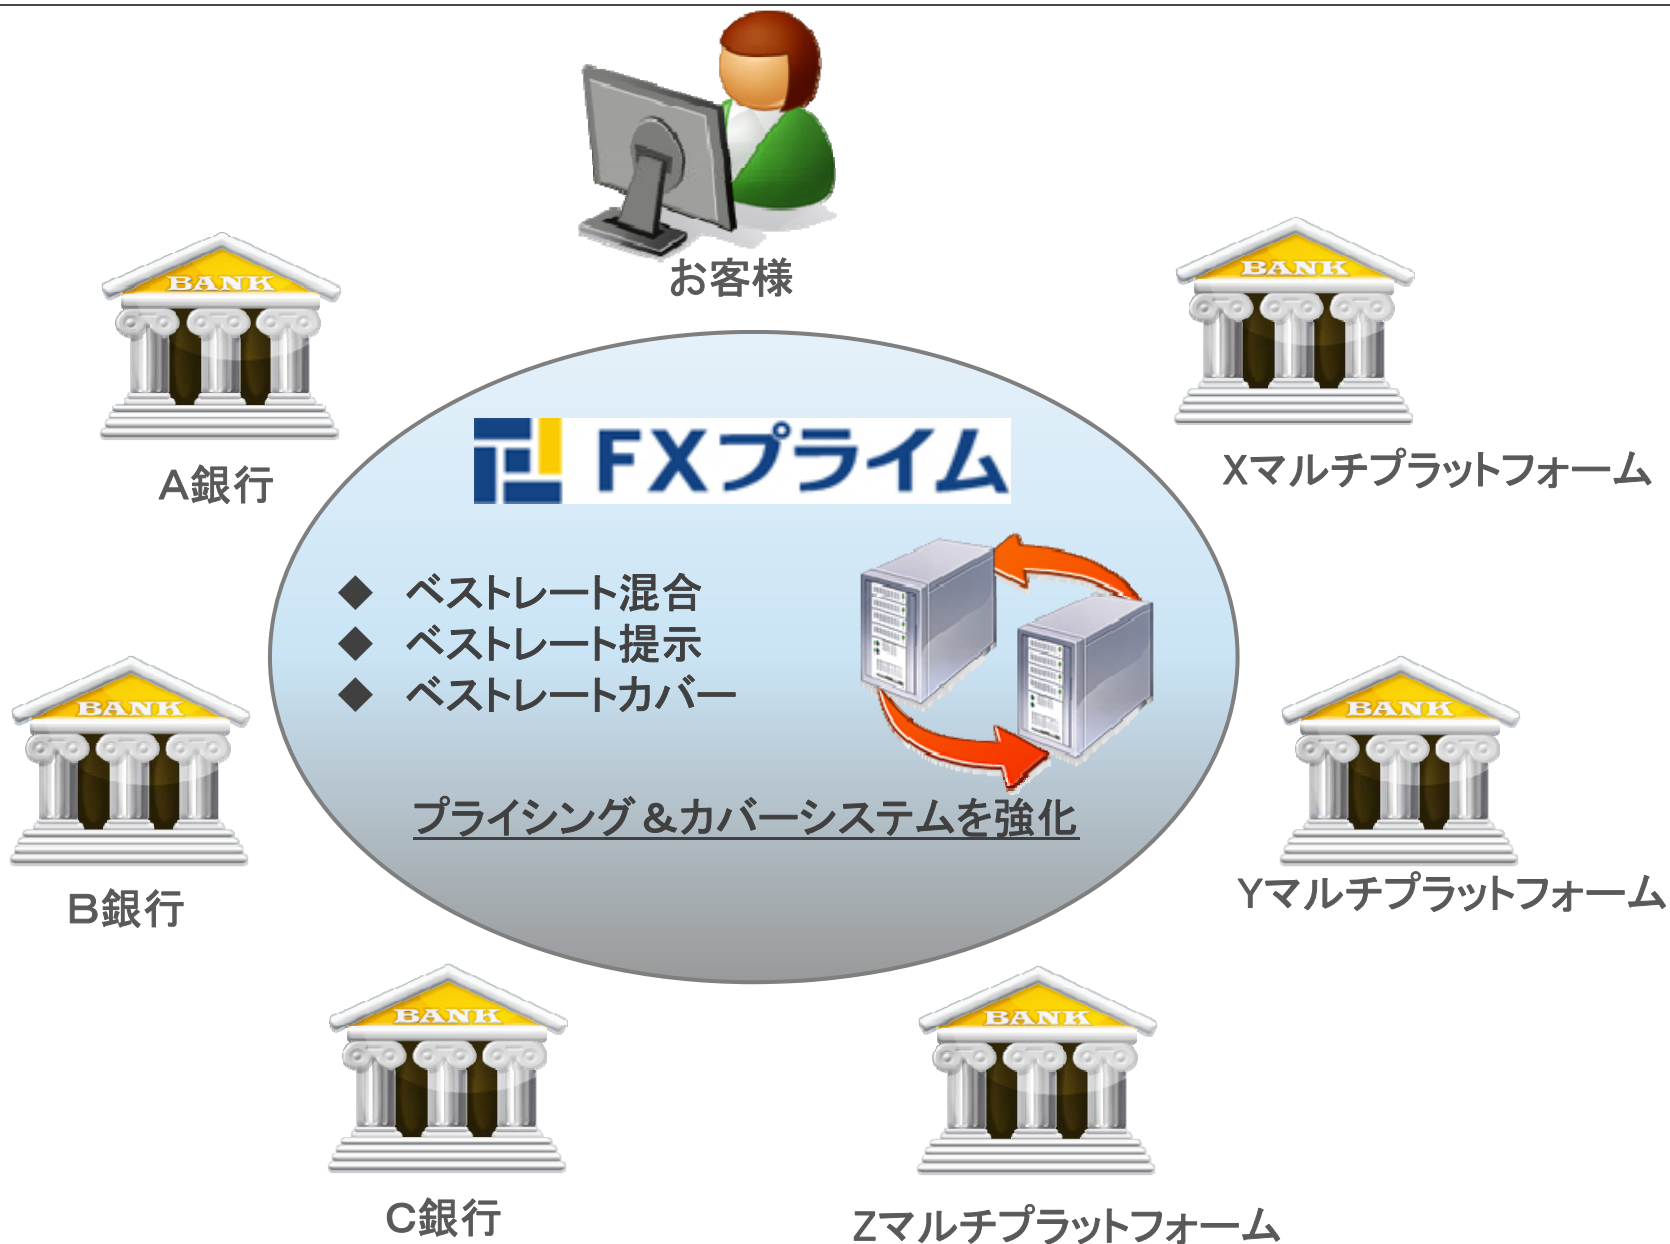 お客様
BANK
A銀行
BANK
Xマルチプラットフォーム
FXプライム
◆ ベストレート混合
◆ ベストレート提示
◆ ベストレートカバー
プライシング&カバーシステムを強化
BANK
B銀行
BANK
Yマルチプラットフォーム
BANK
C銀行
BANK
Zマルチプラットフォーム